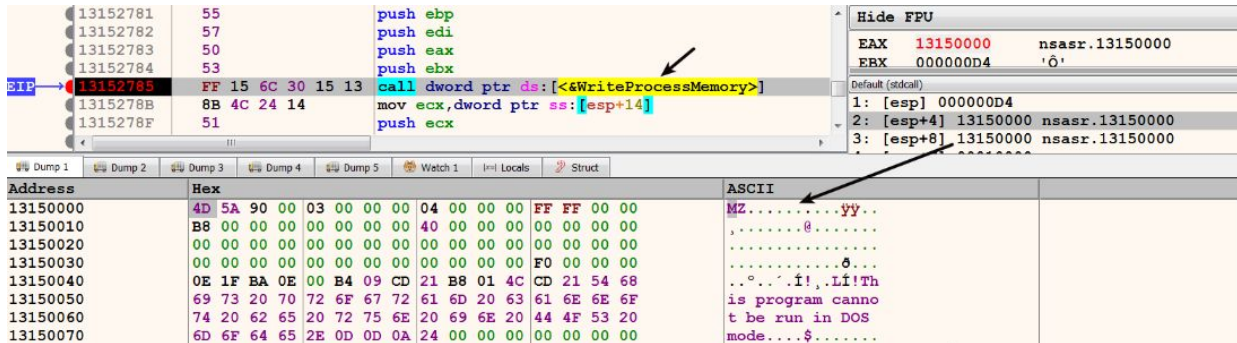 13152781 55 push ebp
13152782 57 push edi
13152783 50 push eax
13152784 53 push ebx
EIP 13152785 FF 15 6C 30 15 13 call dword ptr ds:[<&WriteProcessMemory>]
1315278B 8B 4C 24 14 mov ecx,dword ptr ss:[esp+14]
1315278F 51 push ecx
Hide FPU
EAX 13150000 nsasr.13150000
EBX 000000D4 'Ô'
Default (stdcall)
1: [esp] 000000D4
2: [esp+4] 13150000 nsasr.13150000
3: [esp+8] 13150000 nsasr.13150000
Dump 1 Dump 2 Dump 3 Dump 4 Dump 5 Watch 1 Locals Struct
Address Hex ASCII
13150000 4D 5A 90 00 03 00 00 00 04 00 00 00 FF FF 00 00 MZ..........ÿÿ..
13150010 B8 00 00 00 00 00 00 00 40 00 00 00 00 00 00 00 ¸.......@.......
13150020 00 00 00 00 00 00 00 00 00 00 00 00 00 00 00 00 ................
13150030 00 00 00 00 00 00 00 00 00 00 00 00 F0 00 00 00 ............ð...
13150040 0E 1F BA 0E 00 B4 09 CD 21 B8 01 4C CD 21 54 68 ..º..´.Í!¸.LÍ!Th
13150050 69 73 20 70 72 6F 67 72 61 6D 20 63 61 6E 6E 6F is program canno
13150060 74 20 62 65 20 72 75 6E 20 69 6E 20 44 4F 53 20 t be run in DOS
13150070 6D 6F 64 65 2E 0D 0D 0A 24 00 00 00 00 00 00 00 mode....$.......